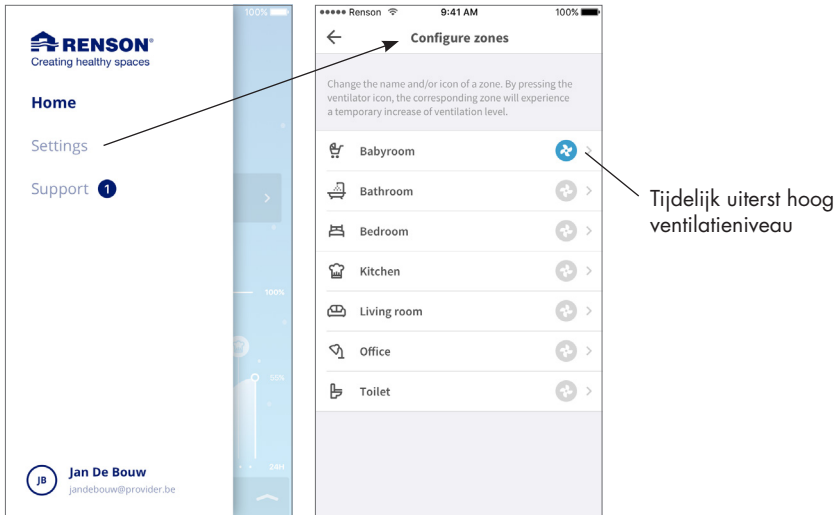 100%
RENSON®
Creating healthy spaces
Home
Settings
Support 1
100%
55%
24H
JB
Jan De Bouw
jandebouw@provider.be
Renson
9:41 AM
100%
Configure zones
Change the name and/or icon of a zone. By pressing the
ventilator icon, the corresponding zone will experience
a temporary increase of ventilation level.
Babyroom
Bathroom
Bedroom
Kitchen
Living room
Office
Toilet
Tijdelijk uiterst hoog
ventilatieniveau